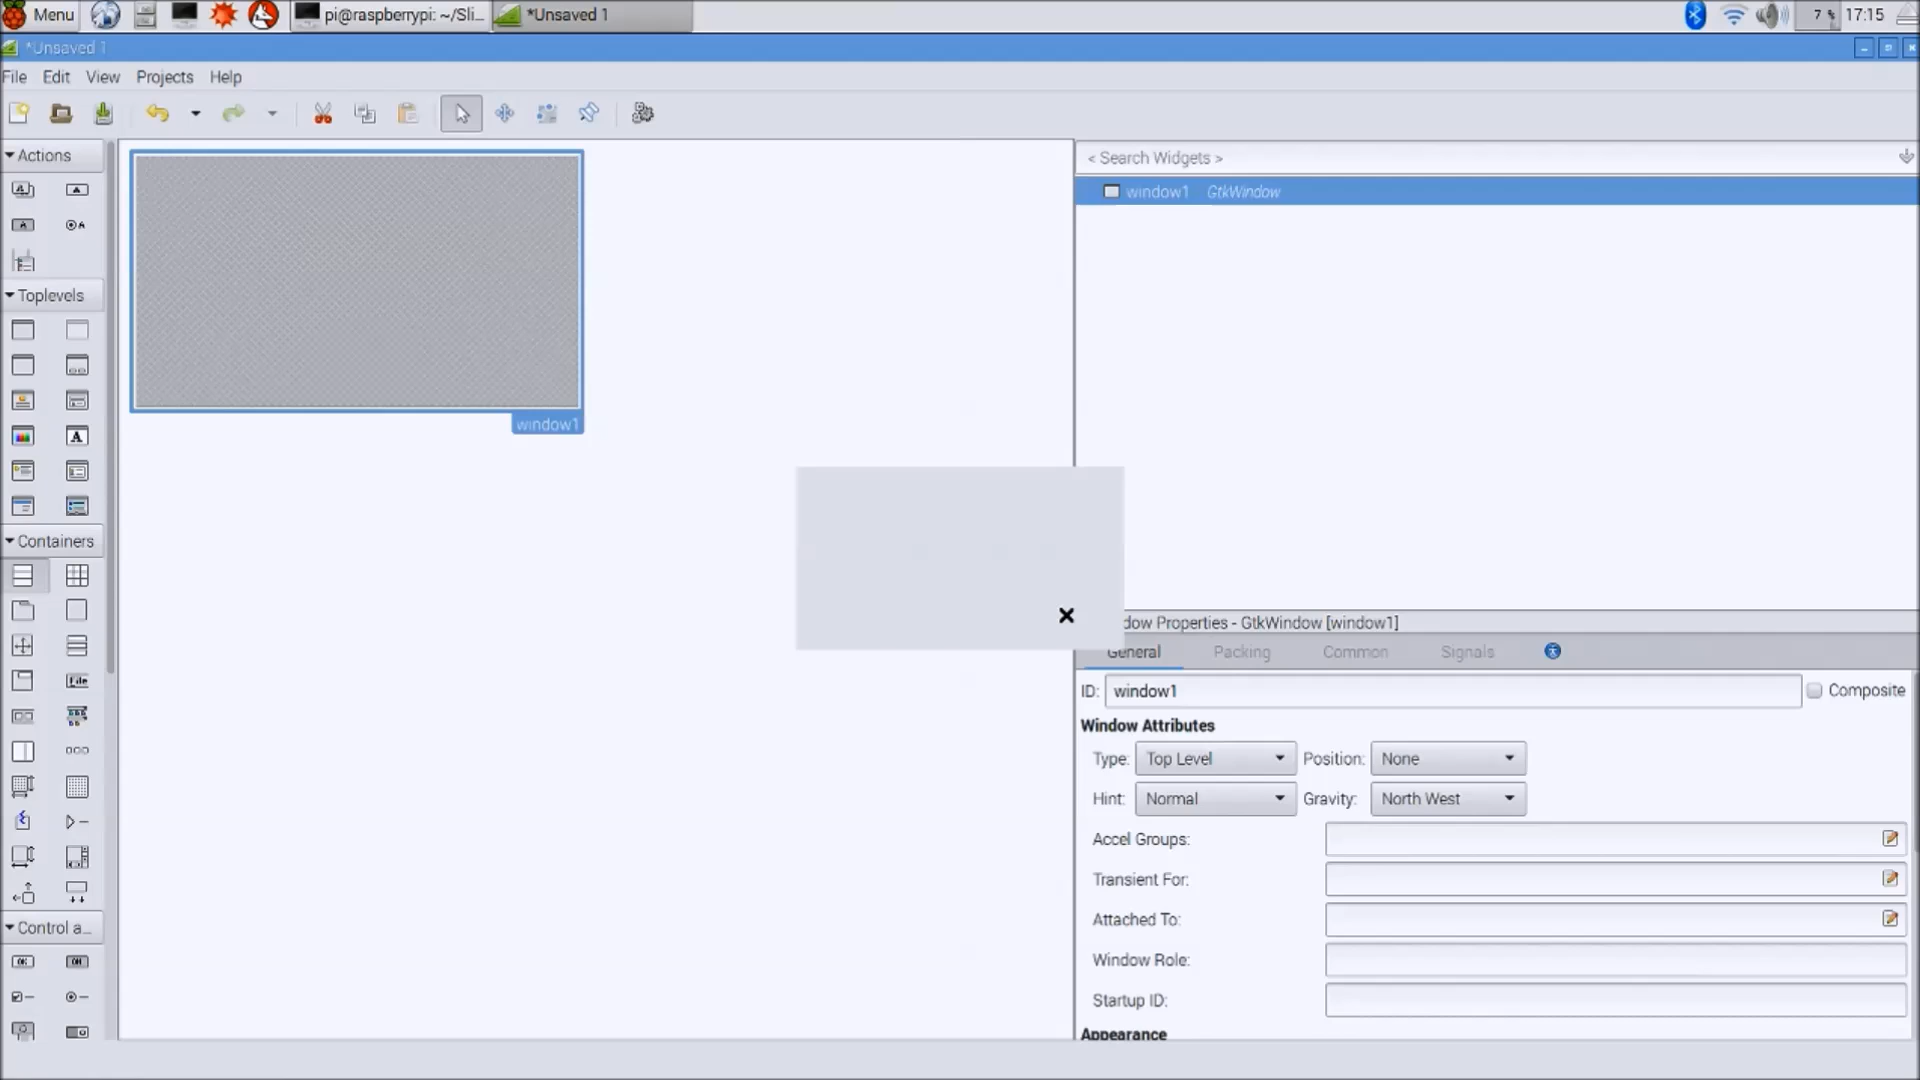 Menu
pi@raspberrypi: ~/Sli...
*Unsaved 1
7 %
17:15
*Unsaved 1
File Edit View Projects Help
Actions
Toplevels
Containers
File
Control a...
OK
window1
< Search Widgets >
window1 GtkWindow
dow Properties - GtkWindow [window1]
General Packing Common Signals
ID: window1 Composite
Window Attributes
Type: Top Level Position: None
Hint: Normal Gravity: North West
Accel Groups:
Transient For:
Attached To:
Window Role:
Startup ID:
Appearance